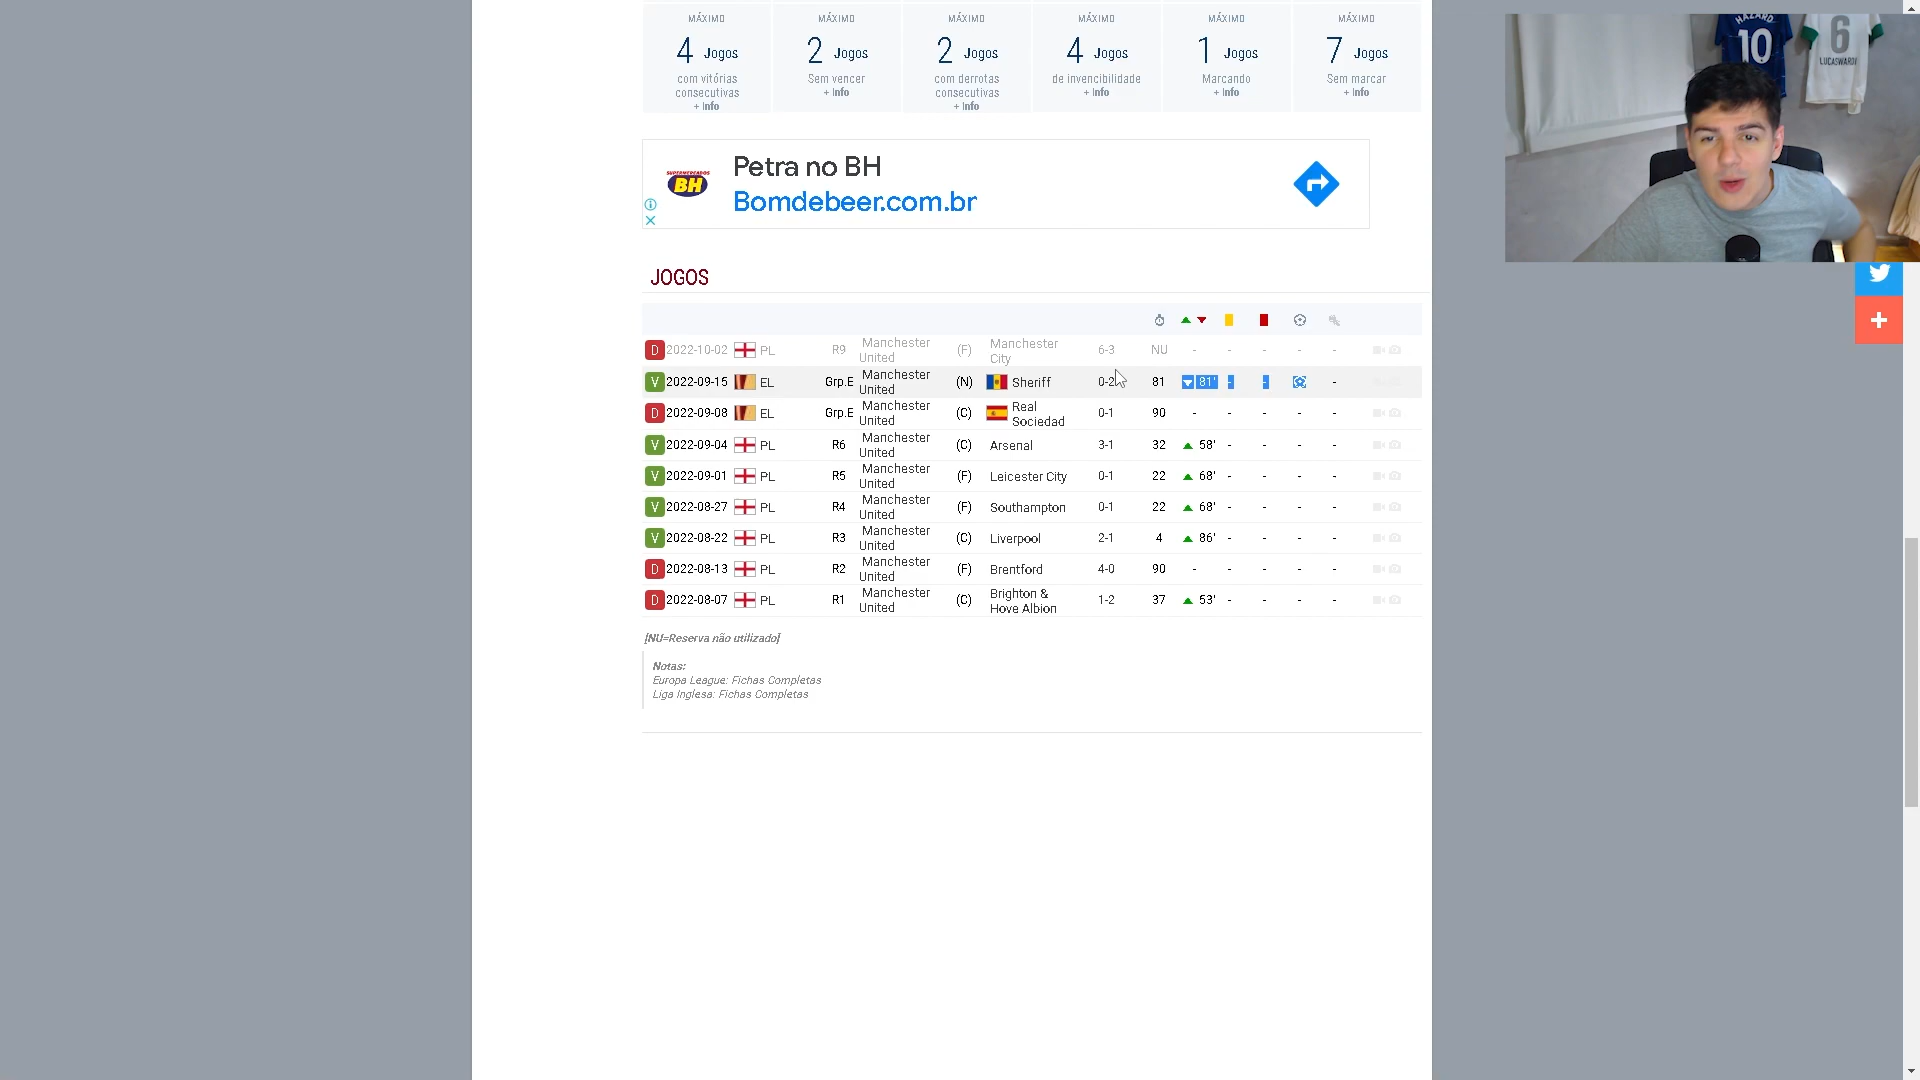 MÁXIMO MÁXIMO MÁXIMO MÁXIMO MÁXIMO MÁXIMO
4 Jogos 2 Jogos 2 Jogos 4 Jogos 1 Jogos 7 Jogos
com vitórias consecutivas + Info
Sem vencer + Info
com derrotas consecutivas + Info
de invencibilidade + Info
Marcando + Info
Sem marcar + Info
HAZARD
10
6
LUCASWARDI
SUPERMERCADOS
BH
Petra no BH
Bomdebeer.com.br
JOGOS
D 2022-10-02 PL R9 Manchester United (F) Manchester City 6-3 NU - - - - -
V 2022-09-15 EL Grp.E Manchester United (N) Sheriff 0-2 81 81' - - -
D 2022-09-08 EL Grp.E Manchester United (C) Real Sociedad 0-1 90 - - - - -
V 2022-09-04 PL R6 Manchester United (C) Arsenal 3-1 32 58' - - - -
V 2022-09-01 PL R5 Manchester United (F) Leicester City 0-1 22 68' - - - -
V 2022-08-27 PL R4 Manchester United (F) Southampton 0-1 22 68' - - - -
V 2022-08-22 PL R3 Manchester United (C) Liverpool 2-1 4 86' - - - -
D 2022-08-13 PL R2 Manchester United (F) Brentford 4-0 90 - - - - -
D 2022-08-07 PL R1 Manchester United (C) Brighton & Hove Albion 1-2 37 53' - - - -
[NU=Reserva não utilizado]
Notas:
Europa League: Fichas Completas
Liga Inglesa: Fichas Completas